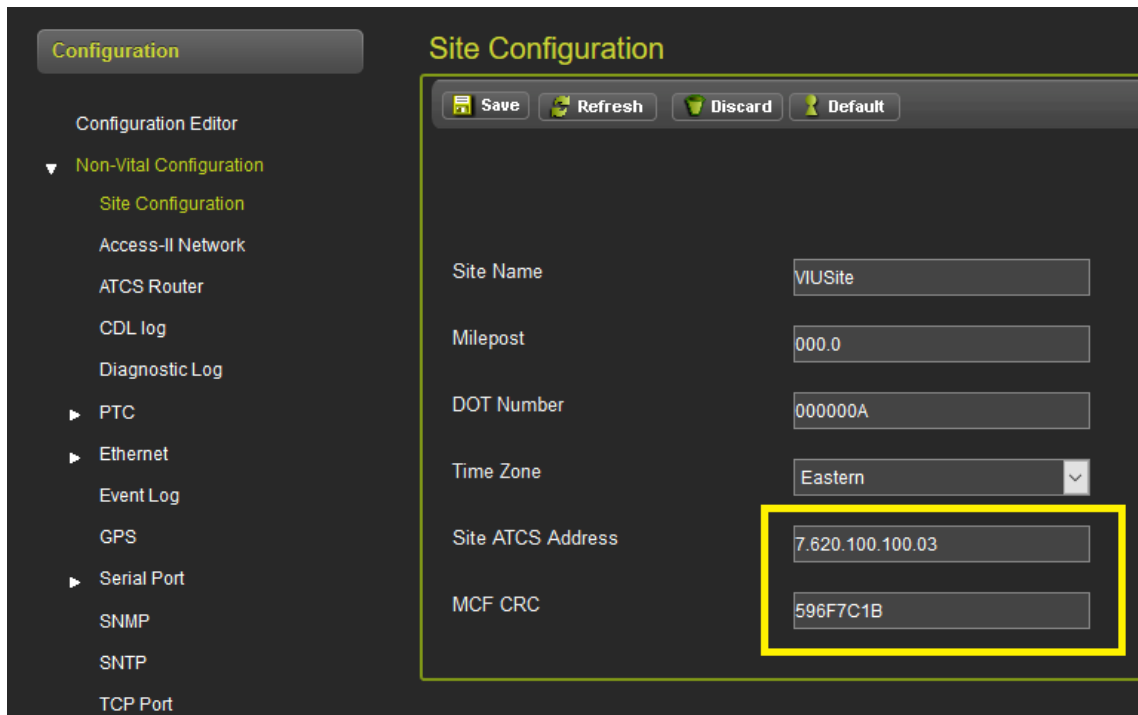 Configuration
Configuration Editor
Non-Vital Configuration
Site Configuration
Access-II Network
ATCS Router
CDL log
Diagnostic Log
PTC
Ethernet
Event Log
GPS
Serial Port
SNMP
SNTP
TCP Port
Site Configuration
Save Refresh Discard Default
Site Name VIUSite
Milepost 000.0
DOT Number 000000A
Time Zone Eastern
Site ATCS Address 7.620.100.100.03
MCF CRC 596F7C1B